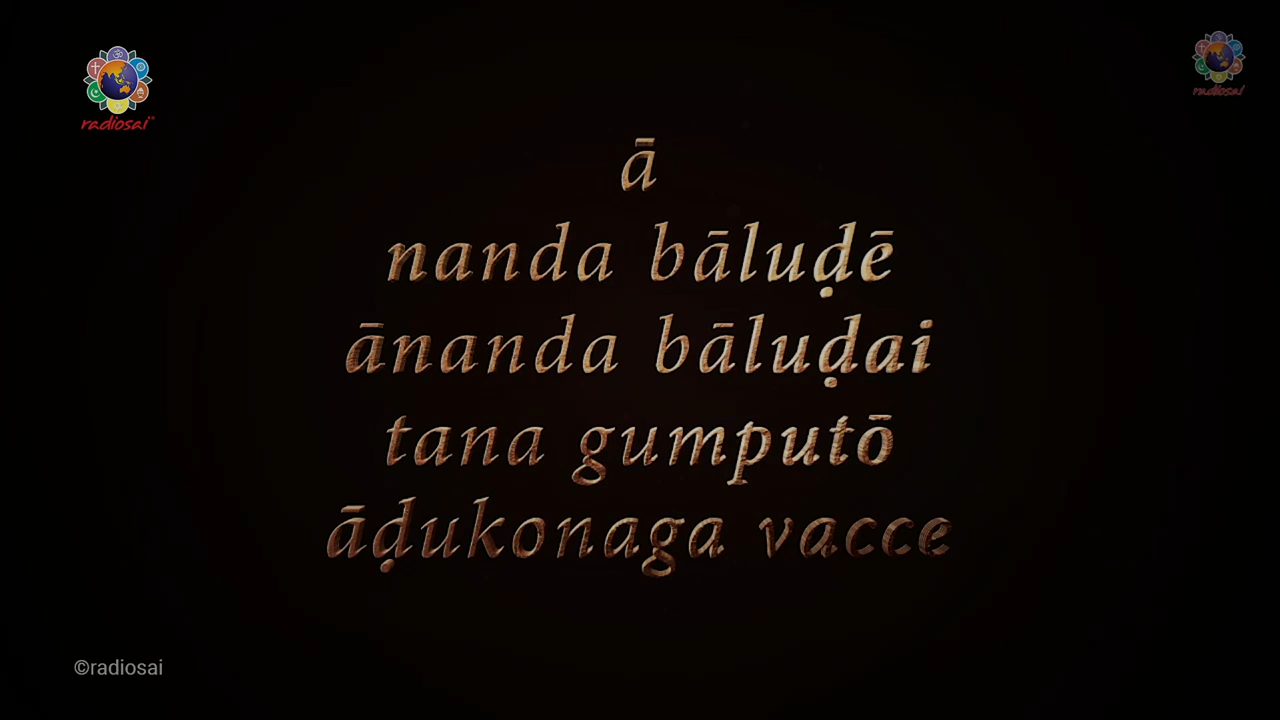 radiosai
radiosai
ā
nanda bāluḍē
ānanda bāluḍai
tana gumputō
āḍukonaga vacce
©radiosai